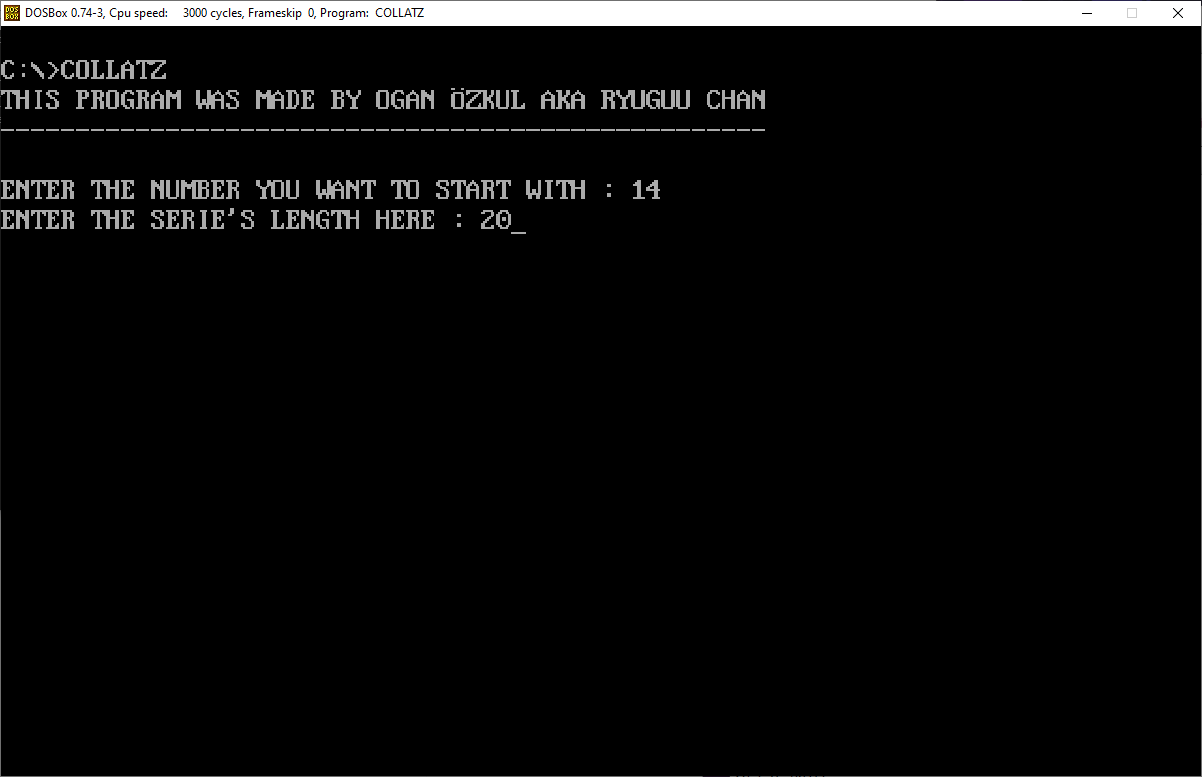 DOS BOX DOSBox 0.74-3, Cpu speed: 3000 cycles, Frameskip 0, Program: COLLATZ
C:\>COLLATZ
THIS PROGRAM WAS MADE BY OGAN ÖZKUL AKA RYUGUU CHAN
---------------------------------------------------
ENTER THE NUMBER YOU WANT TO START WITH : 14
ENTER THE SERIE'S LENGTH HERE : 20_